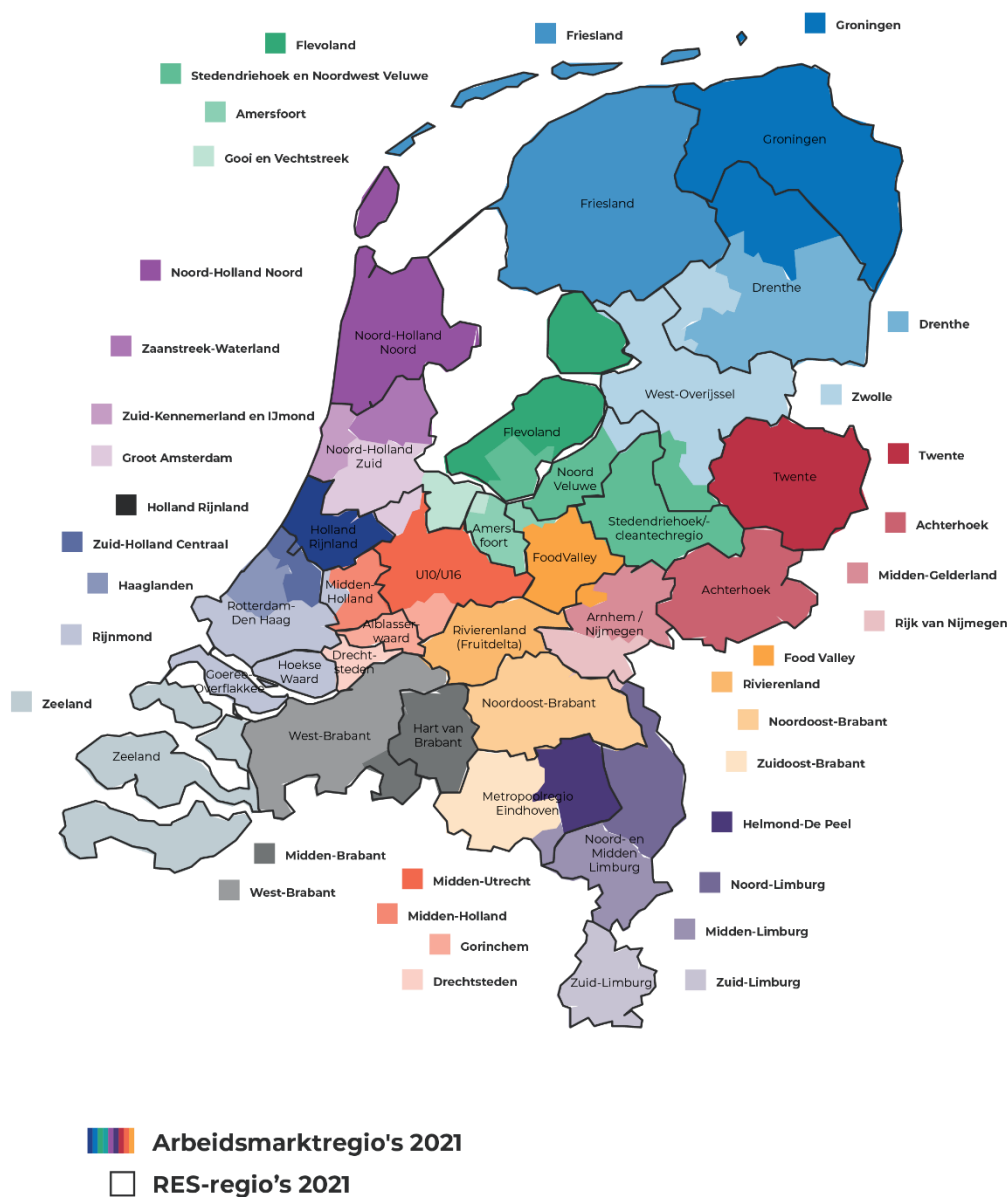 Groningen
Friesland
Flevoland
Stedendriehoek en Noordwest Veluwe
Amersfoort
Gooi en Vechtstreek
Noord-Holland Noord
Zaanstreek-Waterland
Zuid-Kennemerland en IJmond
Groot Amsterdam
Holland Rijnland
Zuid-Holland Centraal
Haaglanden
Rijnmond
Zeeland
Groningen
Friesland
Drenthe
Noord-Holland
Noord
West-Overijssel
Flevoland
Noord-Holland
Zuid
Noord
Veluwe
Twente
Holland
Rijnland
Amers-
foort
Stedendriehoek/-
cleantechregio
FoodValley
U10/U16
Midden-
Holland
Achterhoek
Rotterdam-
Den Haag
Alblasser-
waard
Rivierenland
(Fruitdelta)
Arnhem /
Nijmegen
Drecht-
steden
Hoekse
Waard
Goeree-
Overflakkee
Noordoost-Brabant
West-Brabant
Hart van
Brabant
Zeeland
Metropoolregio
Eindhoven
Noord- en
Midden
Limburg
Zuid-Limburg
Drenthe
Zwolle
Twente
Achterhoek
Midden-Gelderland
Rijk van Nijmegen
Food Valley
Rivierenland
Noordoost-Brabant
Zuidoost-Brabant
Helmond-De Peel
Noord-Limburg
Midden-Limburg
Zuid-Limburg
Midden-Brabant
West-Brabant
Midden-Utrecht
Midden-Holland
Gorinchem
Drechtsteden
Arbeidsmarktregio's 2021
RES-regio’s 2021